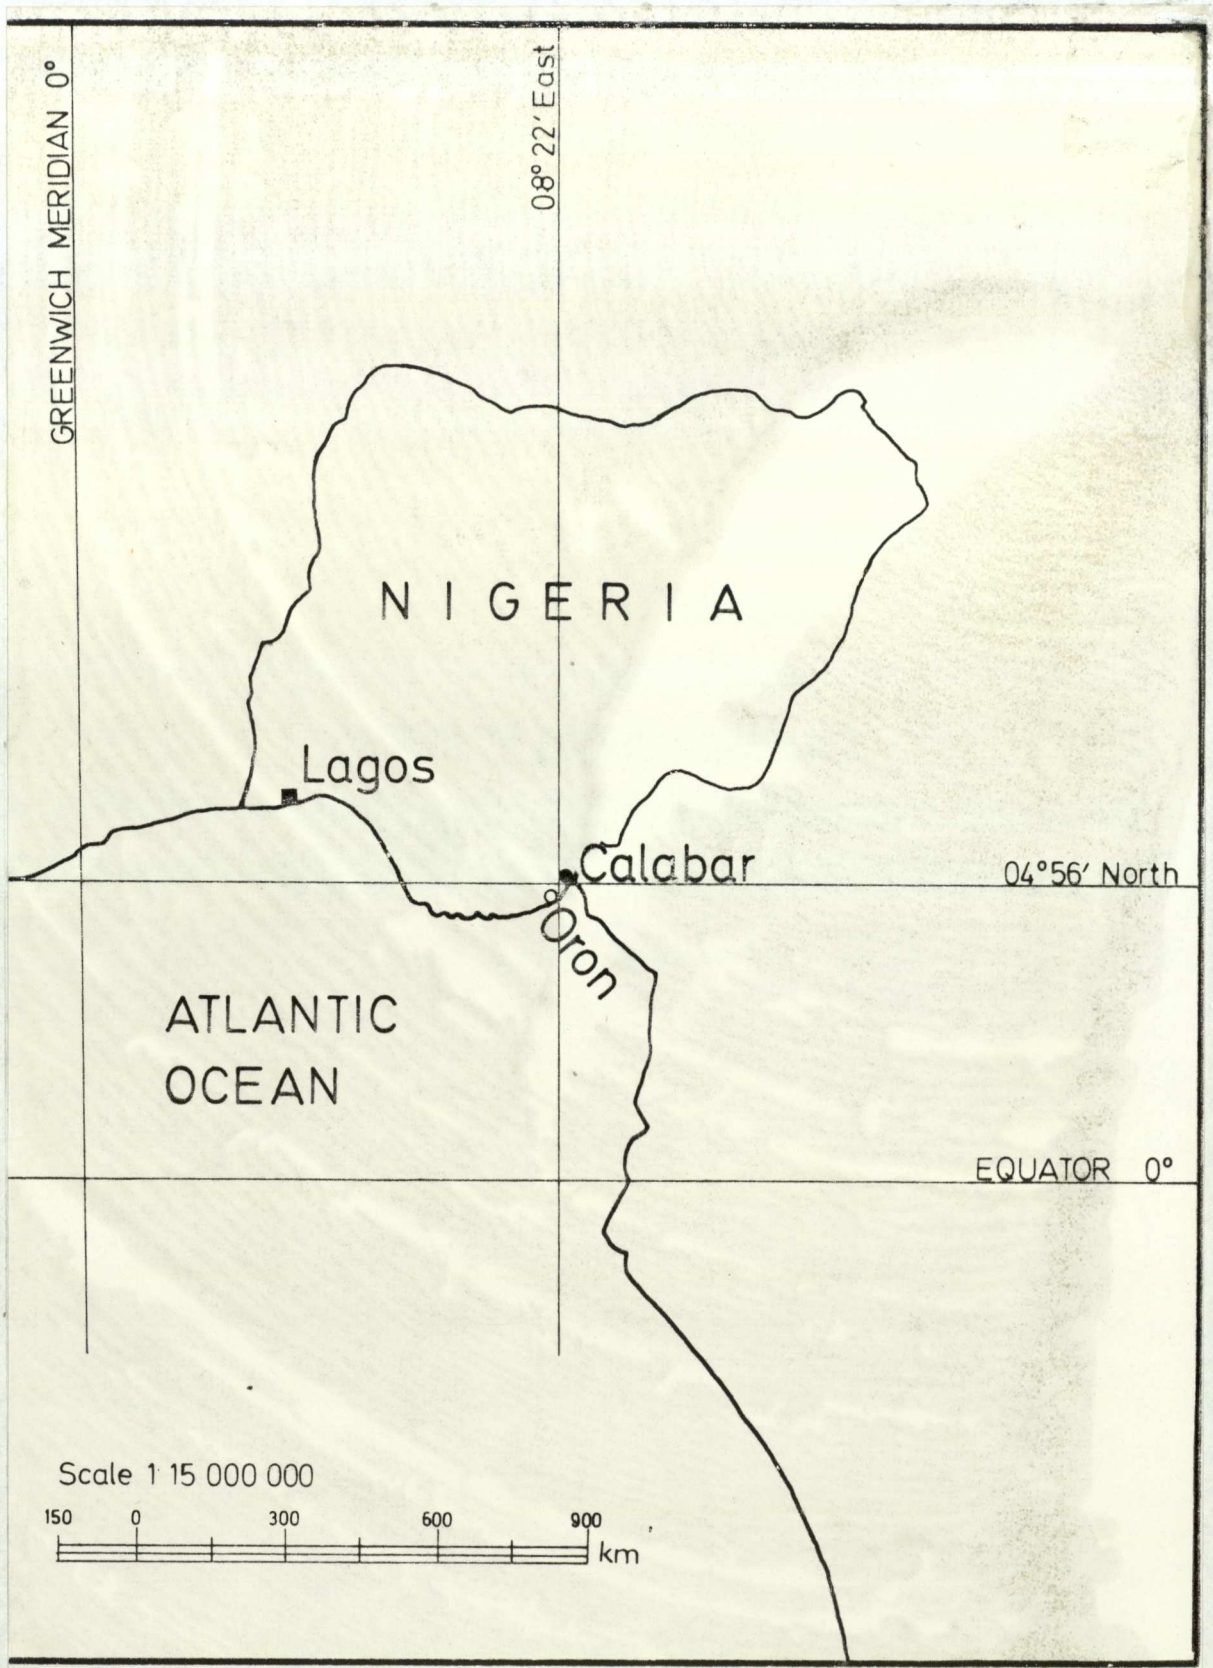 GREENWICH MERIDIAN 0°
08° 22′ East
NIGERIA
Lagos
Calabar
04°56′ North
Oron
ATLANTIC
OCEAN
EQUATOR 0°
Scale 1 15 000 000
150 0 300 600 900
km